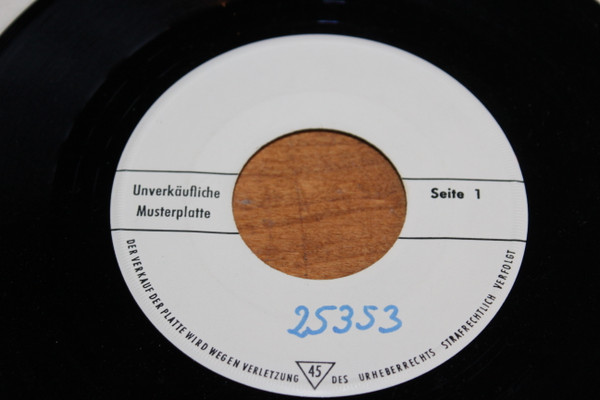 Unverkäufliche
Musterplatte
Seite 1
25353
DER VERKAUF DER PLATTE WIRD WEGEN VERLETZUNG 45 DES URHEBERRECHTS STRAFRECHTLICH VERFOLGT